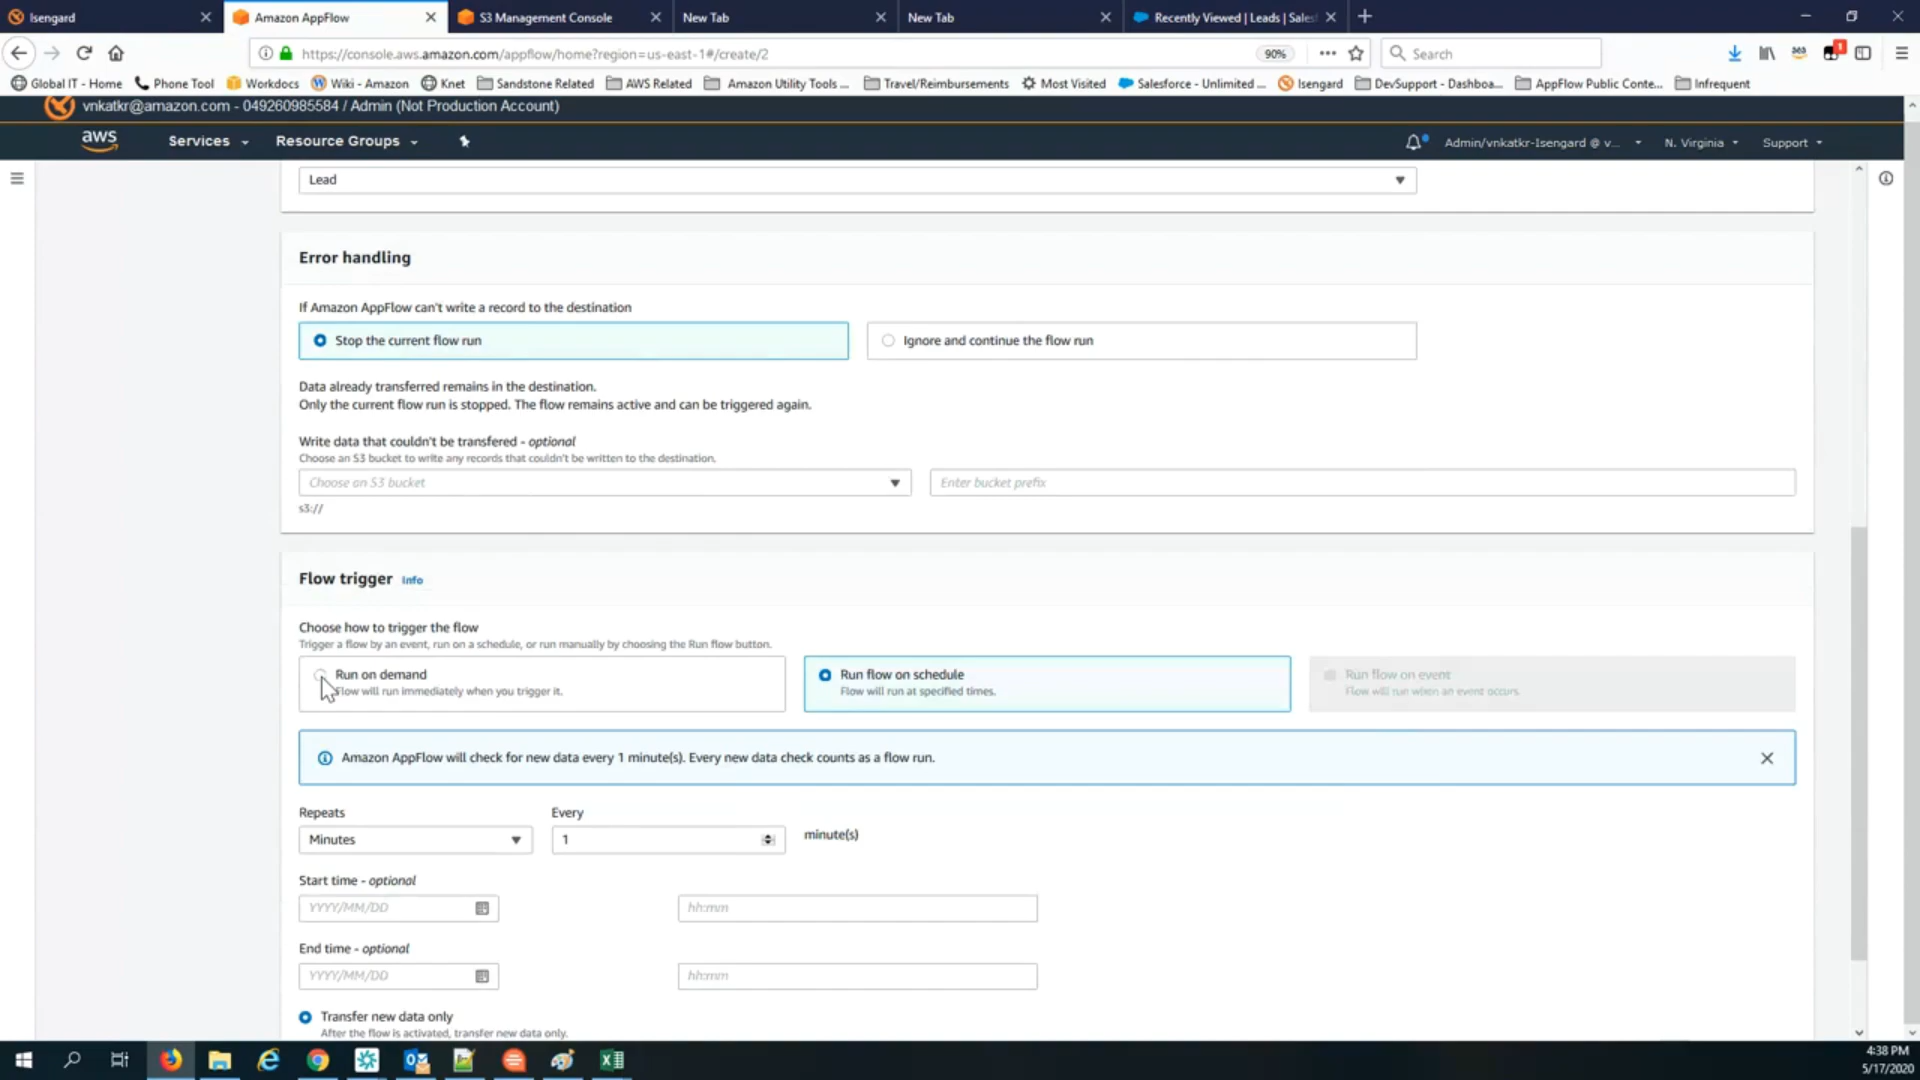 Isengard
Amazon AppFlow
S3 Management Console
New Tab
New Tab
Recently Viewed | Leads | Sales
https://console.aws.amazon.com/appflow/home?region=us-east-1#/create/2
90%
Search
1
Global IT - Home
Phone Tool
Workdocs
Wiki - Amazon
Knet
Sandstone Related
AWS Related
Amazon Utility Tools ...
Travel/Reimbursements
Most Visited
Salesforce - Unlimited ...
Isengard
DevSupport - Dashboa...
AppFlow Public Conte...
Infrequent
vnkatkr@amazon.com - 049260985584 / Admin (Not Production Account)
aws
Services
Resource Groups
Admin/vnkatkr-Isengard @ v...
N. Virginia
Support
Lead
Error handling
If Amazon AppFlow can't write a record to the destination
Stop the current flow run
Ignore and continue the flow run
Data already transferred remains in the destination.
Only the current flow run is stopped. The flow remains active and can be triggered again.
Write data that couldn't be transfered - optional
Choose an S3 bucket to write any records that couldn't be written to the destination.
Choose an S3 bucket
Enter bucket prefix
s3://
Flow trigger Info
Choose how to trigger the flow
Trigger a flow by an event, run on a schedule, or run manually by choosing the Run flow button.
Run on demand
Flow will run immediately when you trigger it.
Run flow on schedule
Flow will run at specified times.
Run flow on event
Flow will run when an event occurs.
Amazon AppFlow will check for new data every 1 minute(s). Every new data check counts as a flow run.
Repeats
Every
Minutes
1
minute(s)
Start time - optional
YYYY/MM/DD
hh:mm
End time - optional
YYYY/MM/DD
hh:mm
Transfer new data only
After the flow is activated, transfer new data only.
4:38 PM
5/17/2020